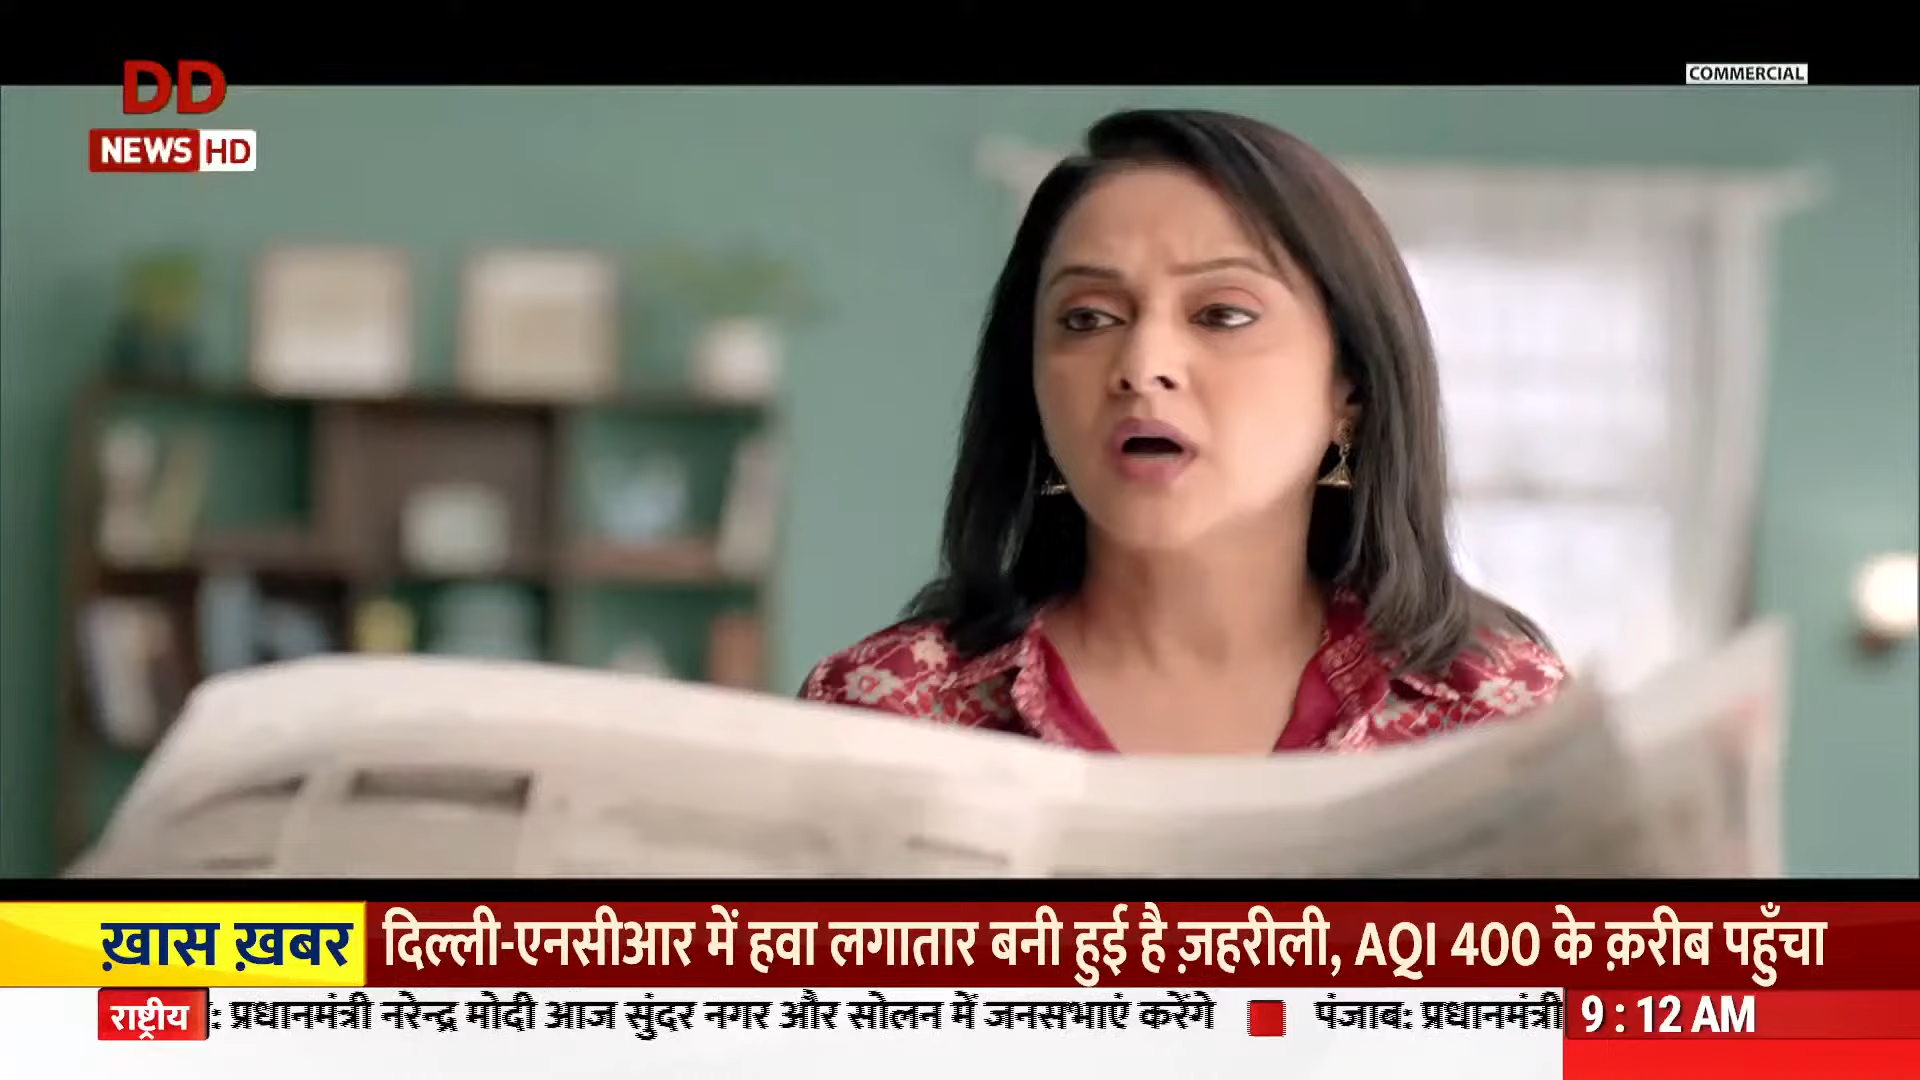 DD
NEWS HD
COMMERCIAL
ख़ास ख़बर
दिल्ली-एनसीआर में हवा लगातार बनी हुई है ज़हरीली, AQI 400 के क़रीब पहुँचा
राष्ट्रीय
: प्रधानमंत्री नरेन्द्र मोदी आज सुंदर नगर और सोलन में जनसभाएं करेंगे
पंजाब: प्रधानमंत्री
9 : 12 AM